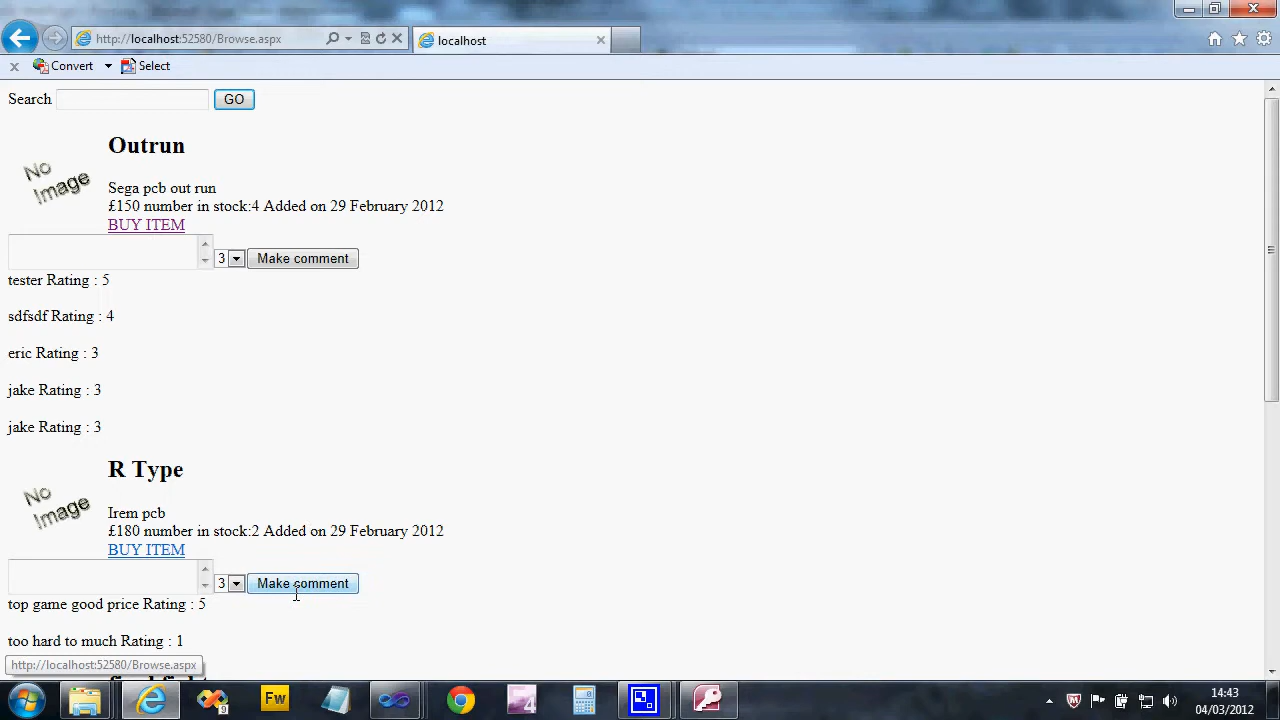 http://localhost:52580/Browse.aspx
localhost
Convert
Select
Search
GO
No Image
Outrun
Sega pcb out run
£150 number in stock:4 Added on 29 February 2012
BUY ITEM
3
Make comment
tester Rating : 5
sdfsdf Rating : 4
eric Rating : 3
jake Rating : 3
jake Rating : 3
No Image
R Type
Irem pcb
£180 number in stock:2 Added on 29 February 2012
BUY ITEM
3
Make comment
top game good price Rating : 5
too hard to much Rating : 1
http://localhost:52580/Browse.aspx
Fw
4
14:43
04/03/2012